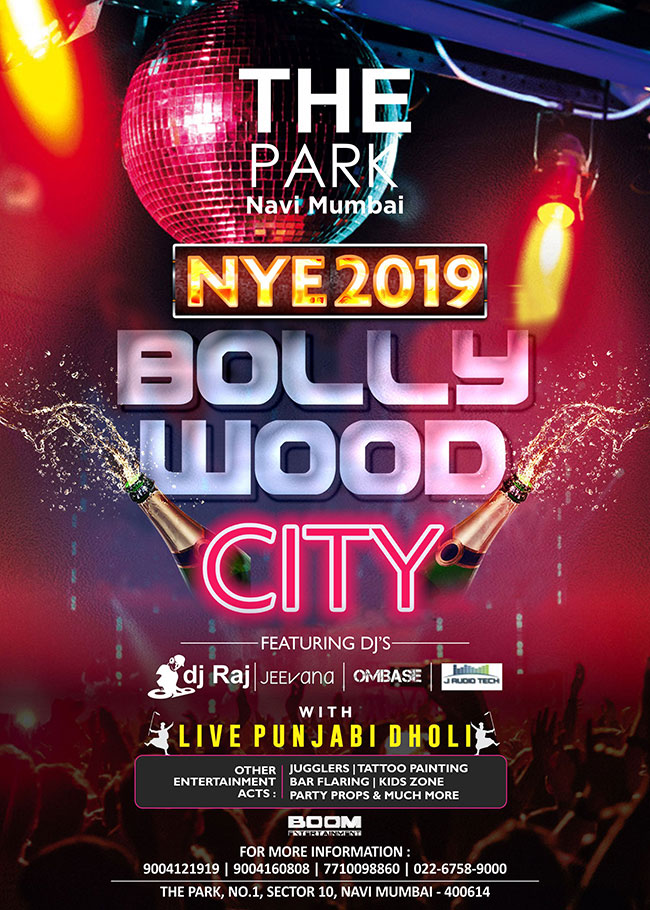 THE
PARK
Navi Mumbai
NYE 2019
BOLLY
WOOD
CITY
FEATURING DJ'S
dj Raj | JEEvana | OMBASE | J AUDIO TECH
WITH
LIVE PUNJABI DHOLI
OTHER
ENTERTAINMENT
ACTS :
JUGGLERS | TATTOO PAINTING
BAR FLARING | KIDS ZONE
PARTY PROPS & MUCH MORE
BOOM
ENTERTAINMENT
FOR MORE INFORMATION :
9004121919 | 9004160808 | 7710098860 | 022-6758-9000
THE PARK, NO.1, SECTOR 10, NAVI MUMBAI - 400614